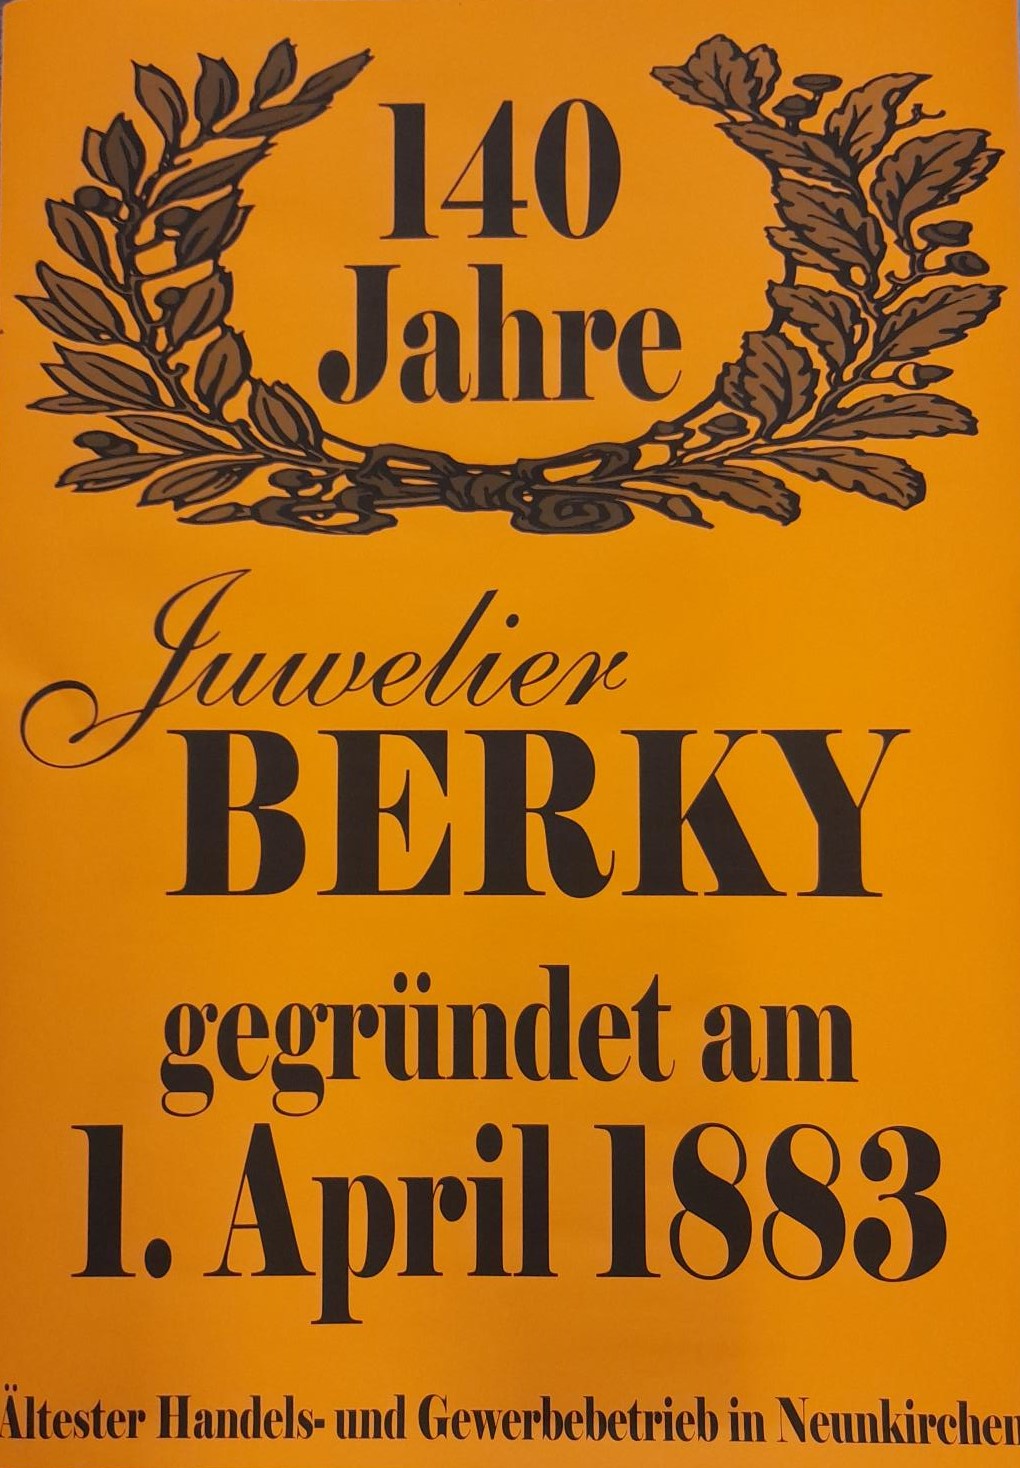 140
Jahre
Juwelier
BERKY
gegründet am
1. April 1883
Ältester Handels- und Gewerbebetrieb in Neunkirchen